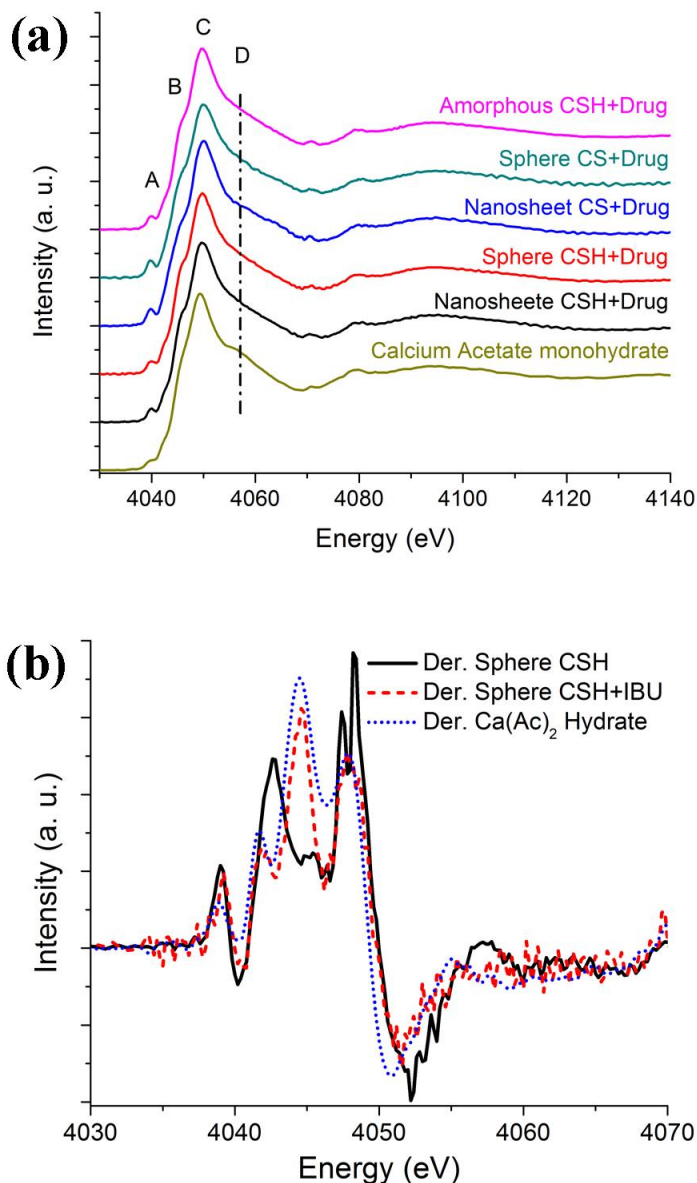 (a)
C
D
B
A
Amorphous CSH+Drug
Sphere CS+Drug
Nanosheet CS+Drug
Sphere CSH+Drug
Nanosheete CSH+Drug
Calcium Acetate monohydrate
Intensity (a. u.)
4040 4060 4080 4100 4120 4140
Energy (eV)
(b)
Der. Sphere CSH
Der. Sphere CSH+IBU
Der. Ca(Ac)2 Hydrate
Intensity (a. u.)
4030 4040 4050 4060 4070
Energy (eV)